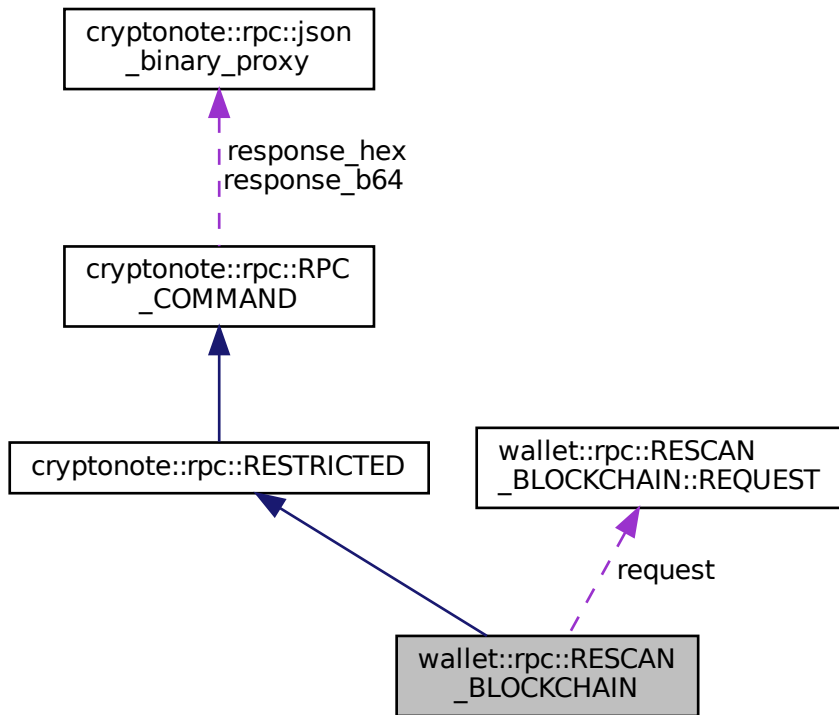 cryptonote::rpc::json
_binary_proxy
response_hex
response_b64
cryptonote::rpc::RPC
_COMMAND
cryptonote::rpc::RESTRICTED
wallet::rpc::RESCAN
_BLOCKCHAIN::REQUEST
request
wallet::rpc::RESCAN
_BLOCKCHAIN